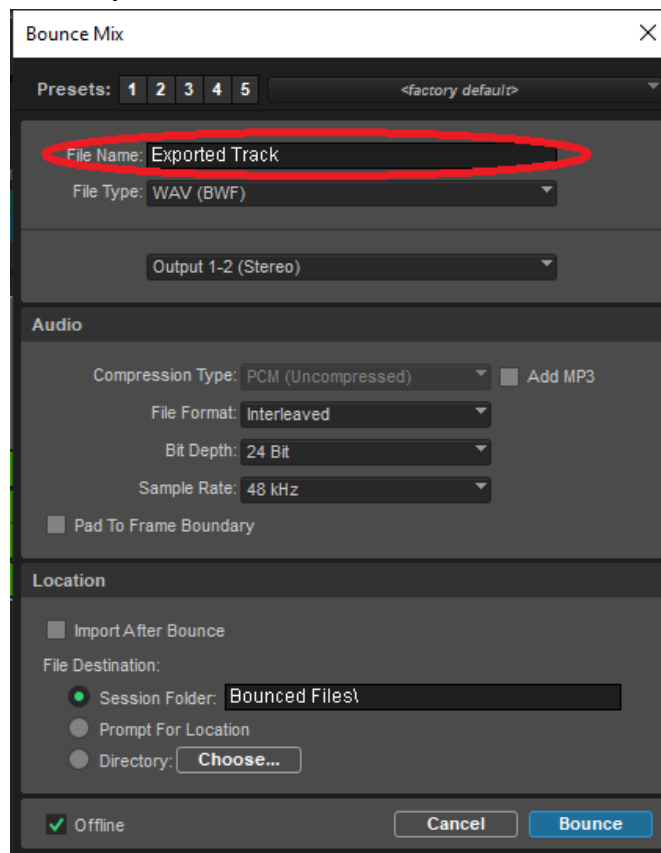 Bounce Mix
Presets: 1 2 3 4 5 <factory default>
File Name: Exported Track
File Type: WAV (BWF)
Output 1-2 (Stereo)
Audio
Compression Type: PCM (Uncompressed) Add MP3
File Format: Interleaved
Bit Depth: 24 Bit
Sample Rate: 48 kHz
Pad To Frame Boundary
Location
Import After Bounce
File Destination:
Session Folder: Bounced Files\
Prompt For Location
Directory: Choose...
Offline Cancel Bounce